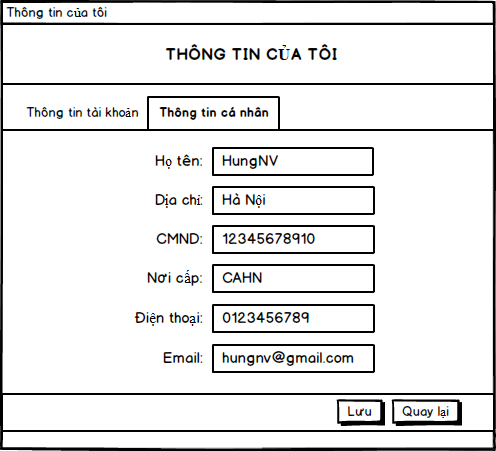 Thông tin của tôi
THÔNG TIN CỦA TÔI
Thông tin tài khoản Thông tin cá nhân
Họ tên: HungNV
Địa chỉ: Hà Nội
CMND: 12345678910
Nơi cấp: CAHN
Điện thoại: 0123456789
Email: hungnv@gmail.com
Lưu Quay lại